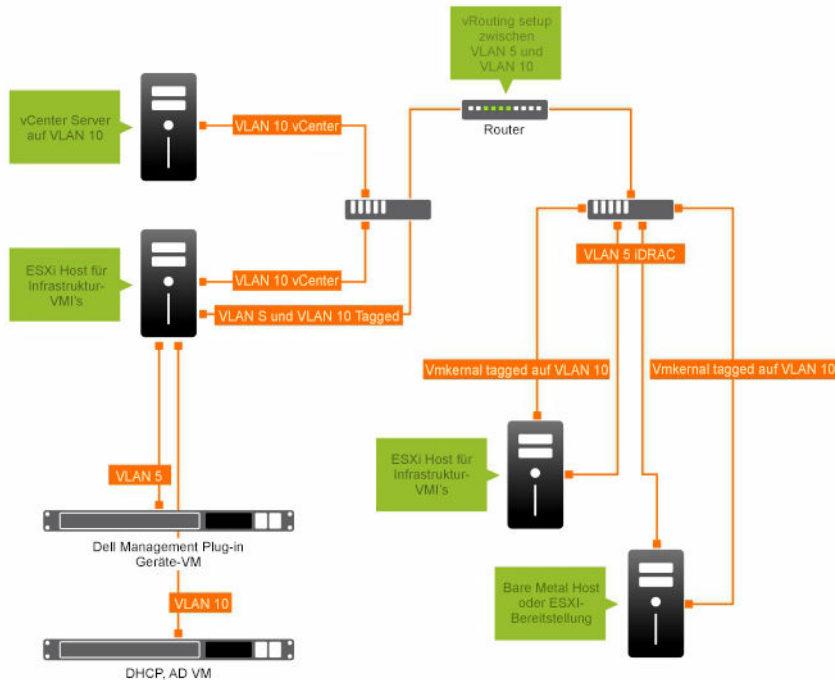 vRouting setup
zwischen
VLAN 5 und
VLAN 10
Router
vCenter Server
auf VLAN 10
VLAN 10 vCenter
ESXi Host für
Infrastruktur-
VMI's
VLAN 10 vCenter
VLAN S und VLAN 10 Tagged
VLAN 5 iDRAC
Vmkernal tagged auf VLAN 10
Vmkernal tagged auf VLAN 10
ESXi Host für
Infrastruktur-
VMI's
VLAN 5
Dell Management Plug-in
Geräte-VM
Bare Metal Host
oder ESXI-
Bereitstellung
VLAN 10
DHCP, AD VM